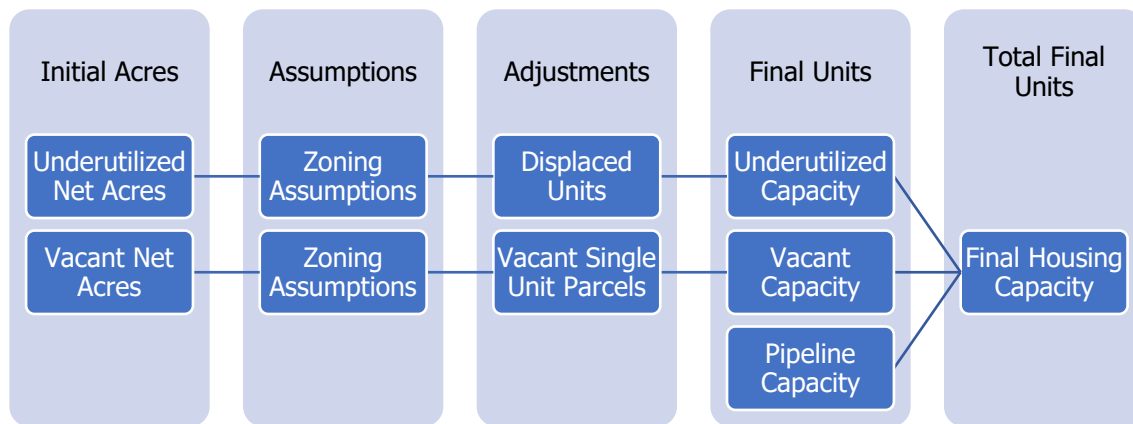 Initial Acres
Assumptions
Adjustments
Final Units
Total Final
Units
Underutilized
Net Acres
Zoning
Assumptions
Displaced
Units
Underutilized
Capacity
Vacant Net
Acres
Zoning
Assumptions
Vacant Single
Unit Parcels
Vacant
Capacity
Final Housing
Capacity
Pipeline
Capacity